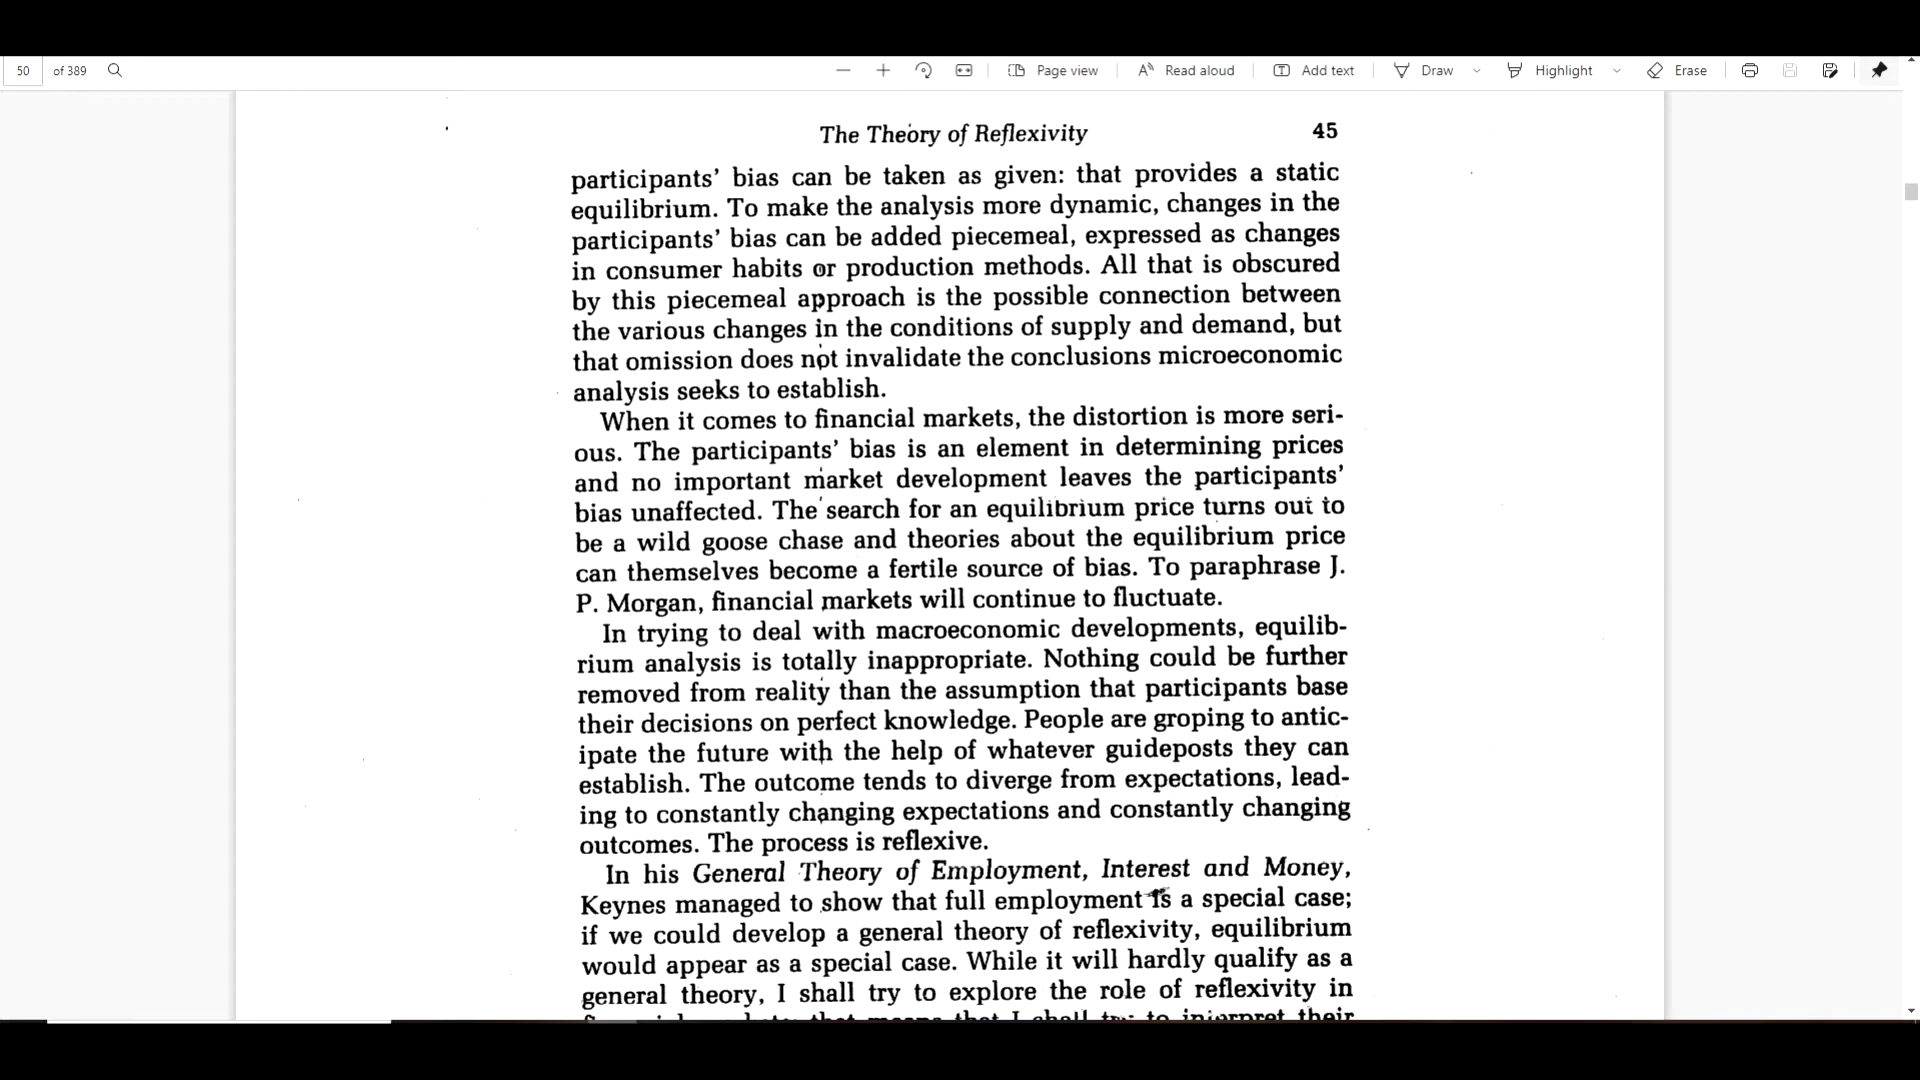 50 of 389 Page view Read aloud Add text Draw Highlight Erase
The Theory of Reflexivity 45
participants' bias can be taken as given: that provides a static
equilibrium. To make the analysis more dynamic, changes in the
participants' bias can be added piecemeal, expressed as changes
in consumer habits or production methods. All that is obscured
by this piecemeal approach is the possible connection between
the various changes in the conditions of supply and demand, but
that omission does not invalidate the conclusions microeconomic
analysis seeks to establish.
When it comes to financial markets, the distortion is more seri-
ous. The participants' bias is an element in determining prices
and no important market development leaves the participants'
bias unaffected. The search for an equilibrium price turns out to
be a wild goose chase and theories about the equilibrium price
can themselves become a fertile source of bias. To paraphrase J.
P. Morgan, financial markets will continue to fluctuate.
In trying to deal with macroeconomic developments, equilib-
rium analysis is totally inappropriate. Nothing could be further
removed from reality than the assumption that participants base
their decisions on perfect knowledge. People are groping to antic-
ipate the future with the help of whatever guideposts they can
establish. The outcome tends to diverge from expectations, lead-
ing to constantly changing expectations and constantly changing
outcomes. The process is reflexive.
In his General Theory of Employment, Interest and Money,
Keynes managed to show that full employment is a special case;
if we could develop a general theory of reflexivity, equilibrium
would appear as a special case. While it will hardly qualify as a
general theory, I shall try to explore the role of reflexivity in
that means that I shall try to interpret their